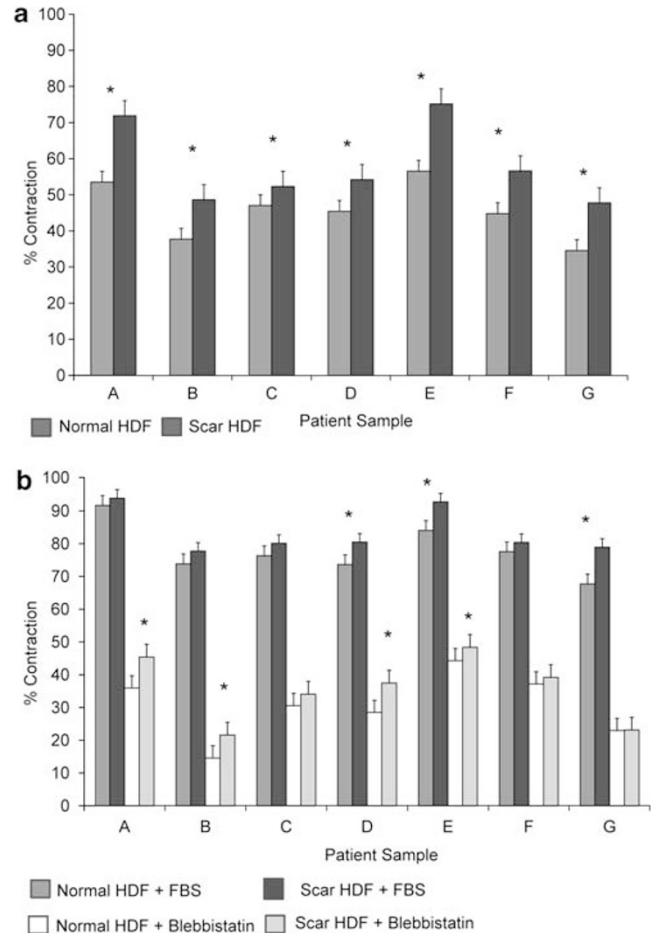 a
100
90
80
70
60
50
40
30
20
10
0
% Contraction
* * * * * * *
A B C D E F G
Patient Sample
Normal HDF Scar HDF
b
100
90
80
70
60
50
40
30
20
10
0
% Contraction
* * * * * * *
A B C D E F G
Patient Sample
Normal HDF + FBS Scar HDF + FBS
Normal HDF + Blebbistatin Scar HDF + Blebbistatin